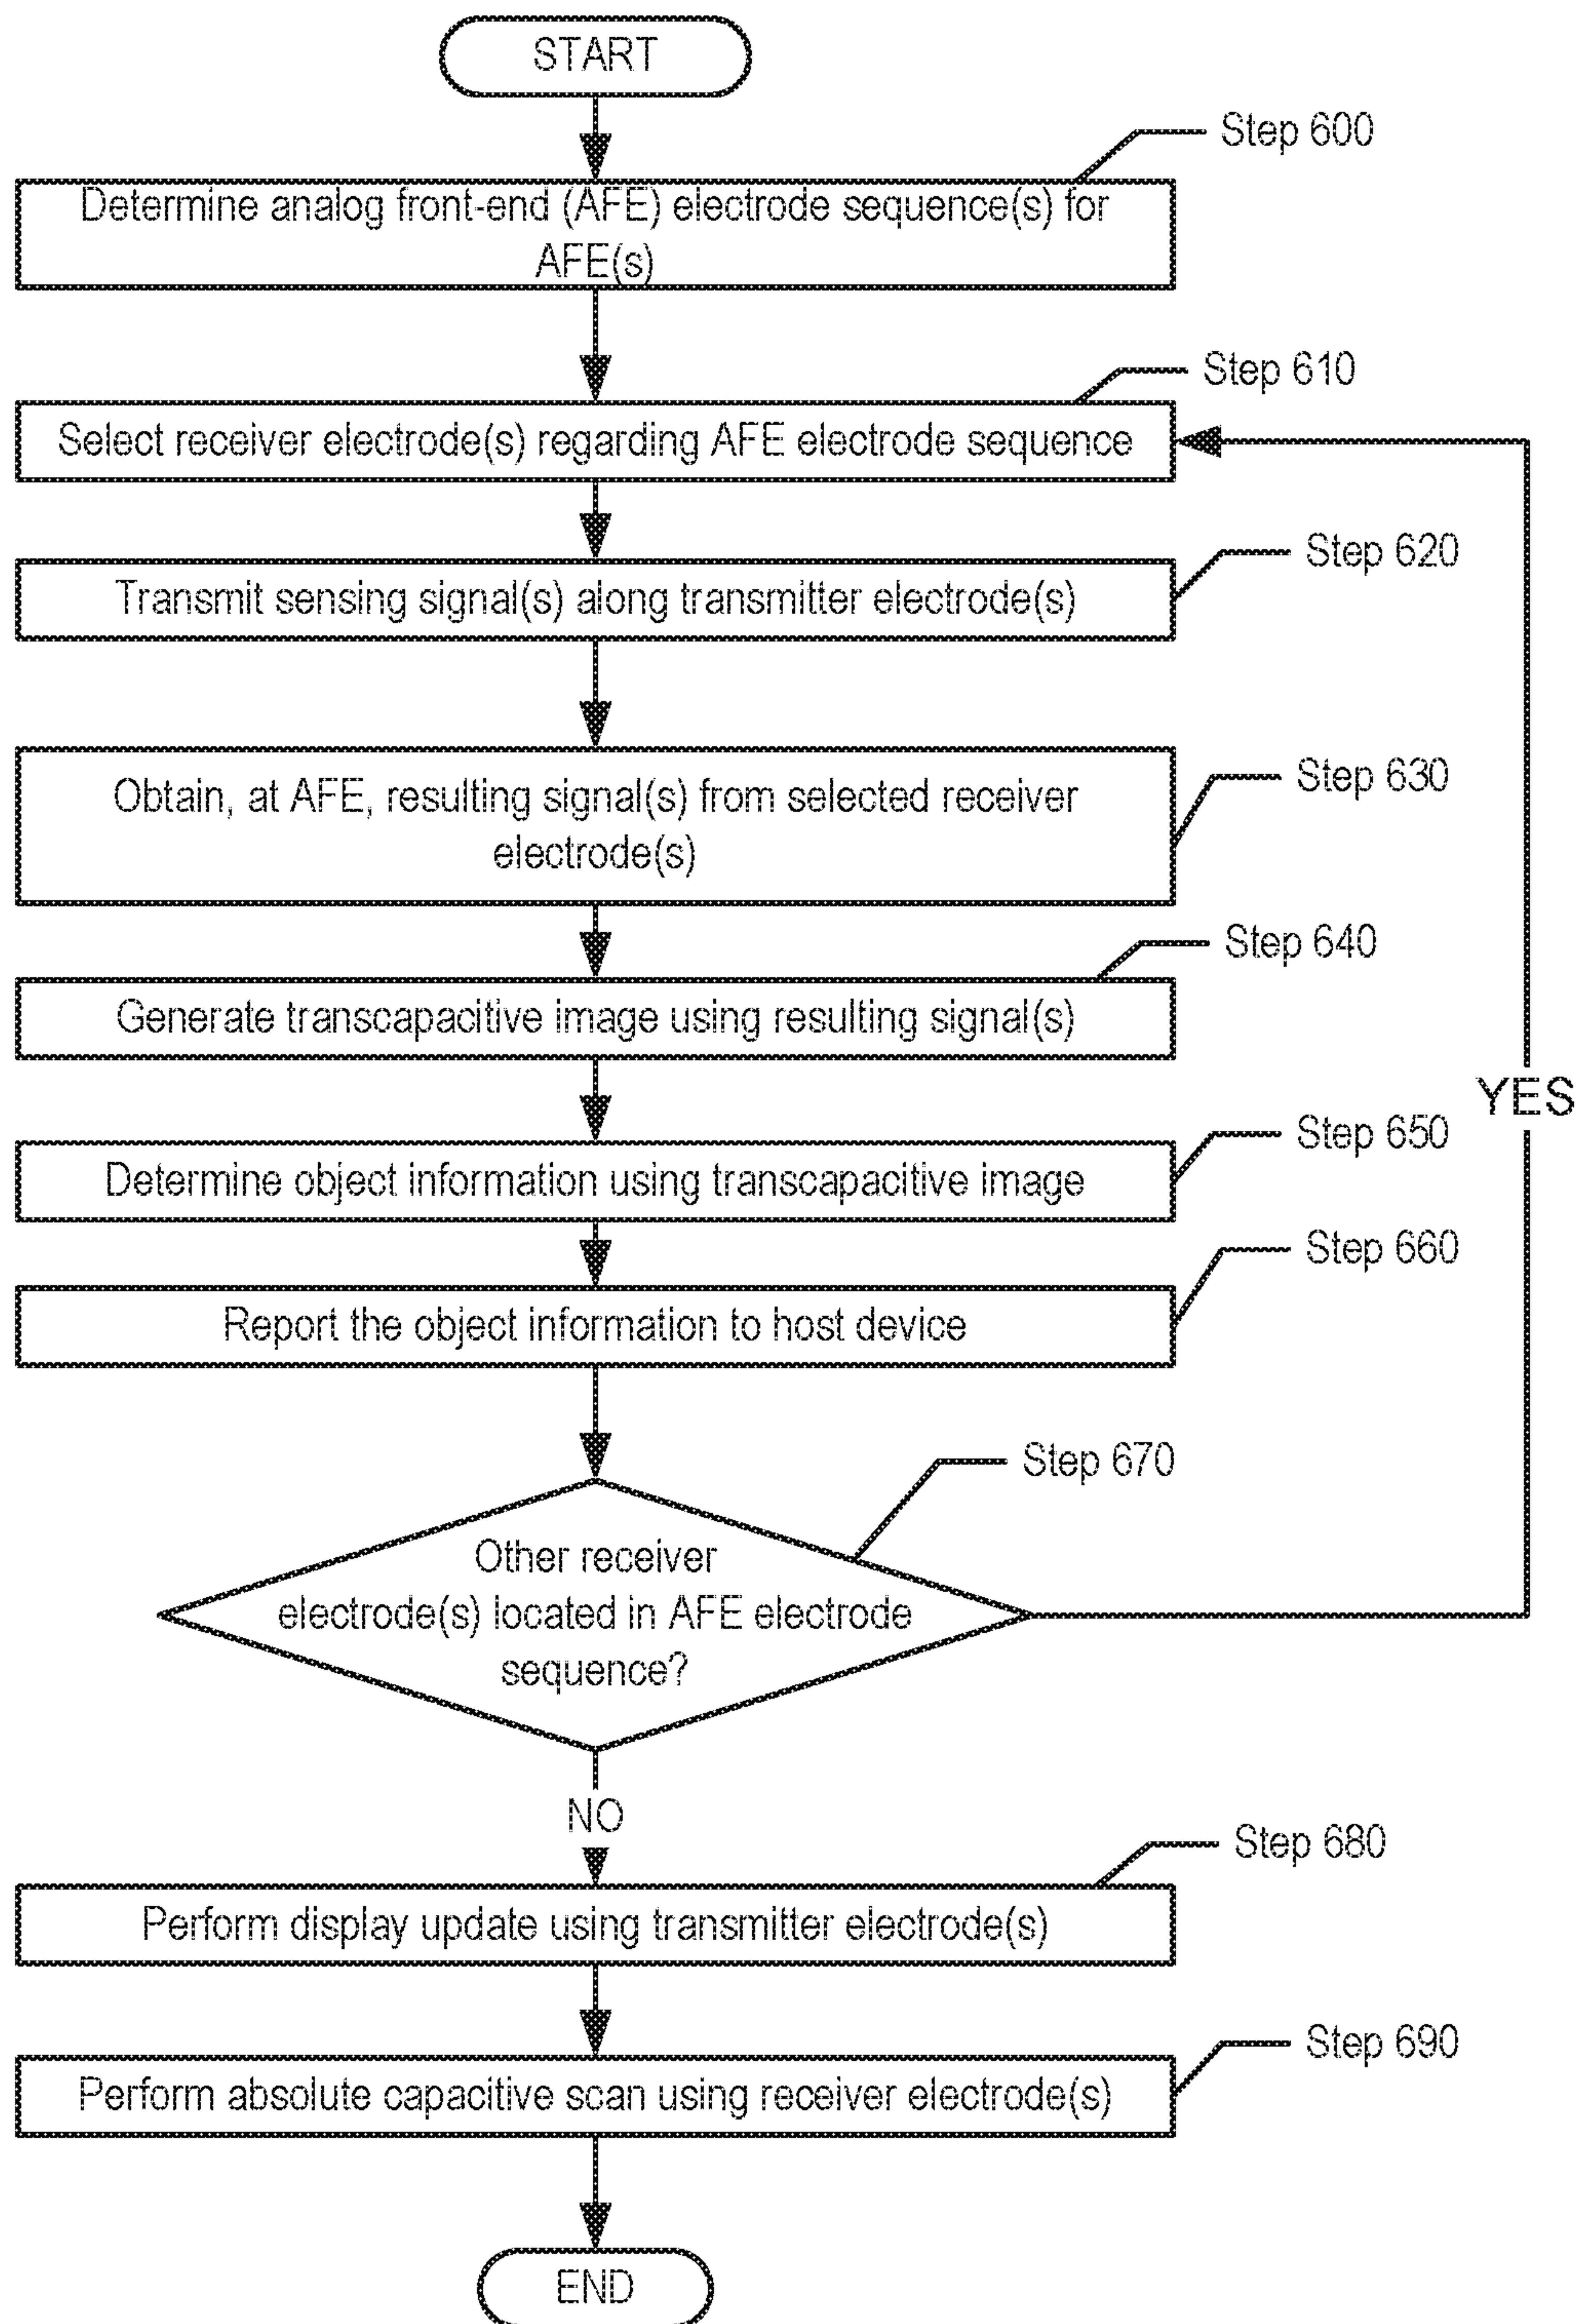 START
Step 600
Determine analog front-end (AFE) electrode sequence(s) for
AFE(s)
Step 610
Select receiver electrode(s) regarding AFE electrode sequence
Step 620
Transmit sensing signal(s) along transmitter electrode(s)
Step 630
Obtain, at AFE, resulting signal(s) from selected receiver
electrode(s)
Step 640
Generate transcapacitive image using resulting signal(s)
YES
Step 650
Determine object information using transcapacitive image
Step 660
Report the object information to host device
Step 670
Other receiver
electrode(s) located in AFE electrode
sequence?
NO
Step 680
Perform display update using transmitter electrode(s)
Step 690
Perform absolute capacitive scan using receiver electrode(s)
END